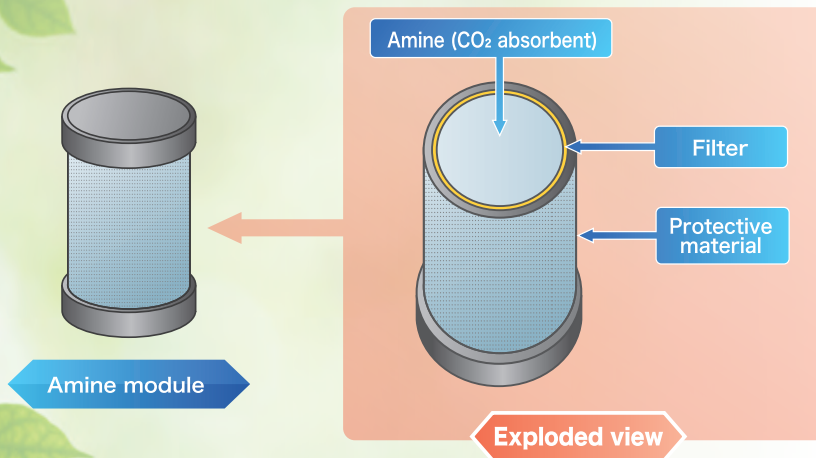 Amine (CO₂ absorbent)
Filter
Protective
material
Amine module
Exploded view